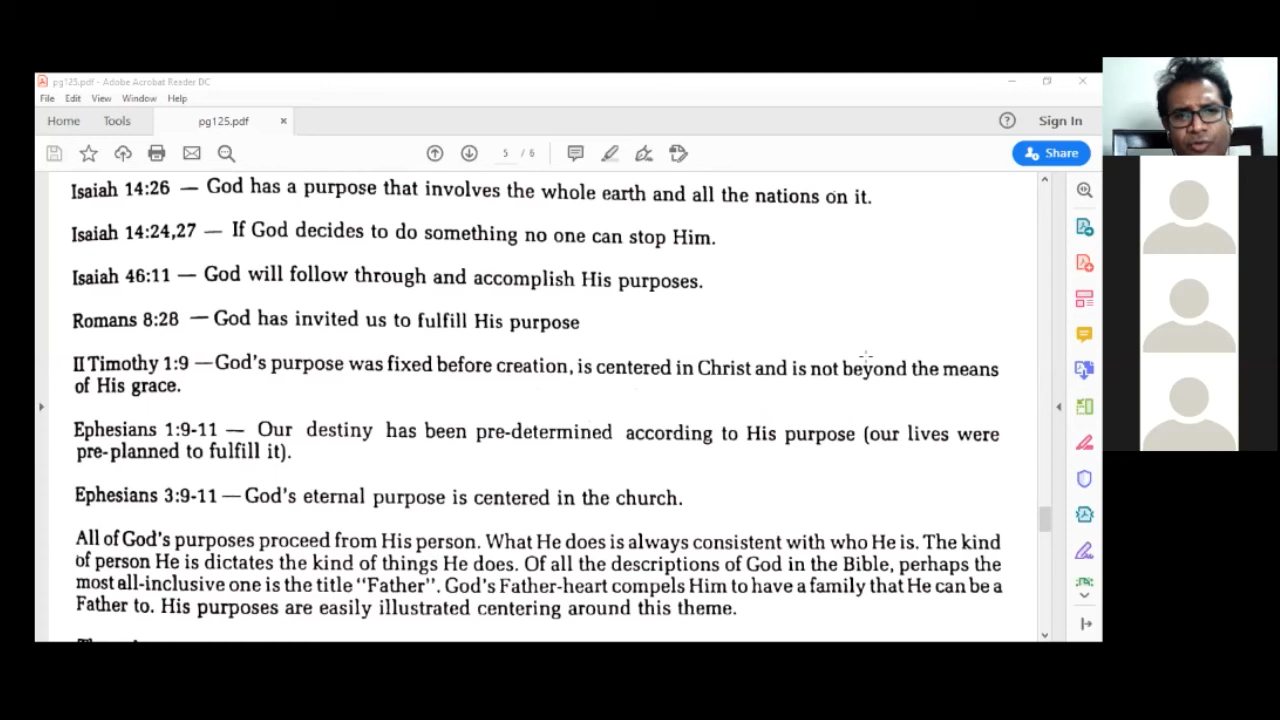 pg125.pdf - Adobe Acrobat Reader DC
File Edit View Window Help
Home Tools pg125.pdf × Sign In
5 / 6 Share
Isaiah 14:26 — God has a purpose that involves the whole earth and all the nations on it.
Isaiah 14:24,27 — If God decides to do something no one can stop Him.
Isaiah 46:11 — God will follow through and accomplish His purposes.
Romans 8:28 — God has invited us to fulfill His purpose
II Timothy 1:9 — God's purpose was fixed before creation, is centered in Christ and is not beyond the means
of His grace.
Ephesians 1:9-11 — Our destiny has been pre-determined according to His purpose (our lives were
pre-planned to fulfill it).
Ephesians 3:9-11 — God's eternal purpose is centered in the church.
All of God's purposes proceed from His person. What He does is always consistent with who He is. The kind
of person He is dictates the kind of things He does. Of all the descriptions of God in the Bible, perhaps the
most all-inclusive one is the title "Father". God's Father-heart compels Him to have a family that He can be a
Father to. His purposes are easily illustrated centering around this theme.